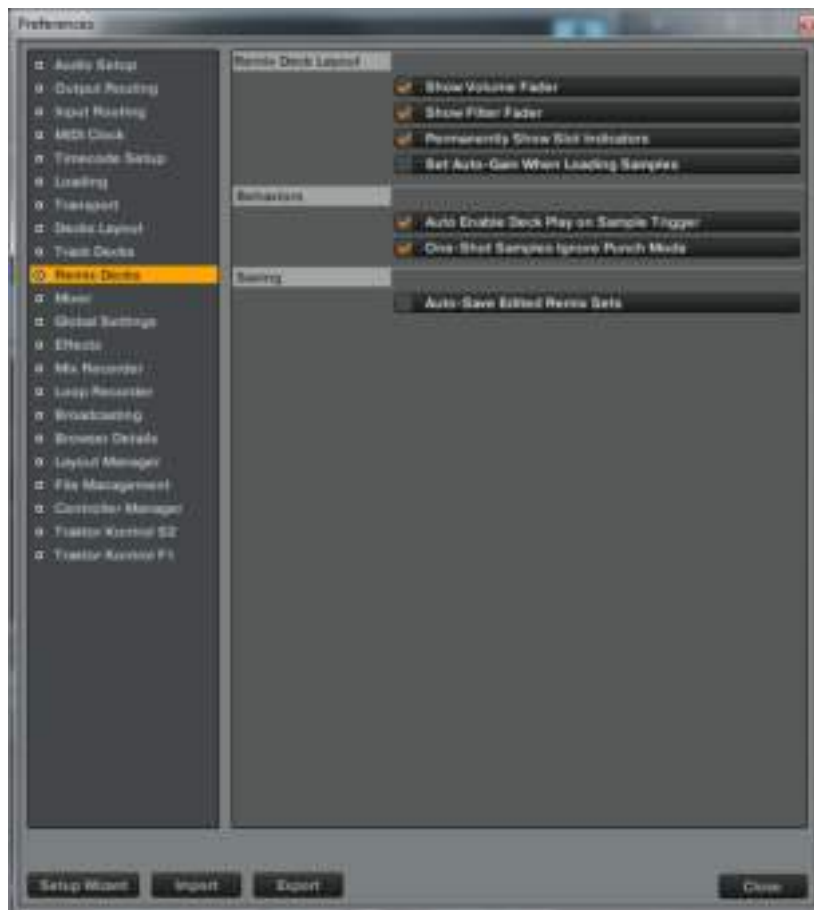 Preferences
Audio Setup
Output Routing
Input Routing
MIDI Clock
Timecode Setup
Loading
Transport
Decks Layout
Track Decks
Remix Decks
Mixer
Global Settings
Effects
Mix Recorder
Loop Recorder
Broadcasting
Browser Details
Layout Manager
File Management
Controller Manager
Traktor Kontrol S2
Traktor Kontrol F1
Remix Deck Layout
Show Volume Fader
Show Filter Fader
Permanently Show Slot Indicators
Set Auto-Gain When Loading Samples
Behaviors
Auto Enable Deck Play on Sample Trigger
One-Shot Samples Ignore Punch Mode
Saving
Auto-Save Edited Remix Sets
Setup Wizard
Import
Export
Close